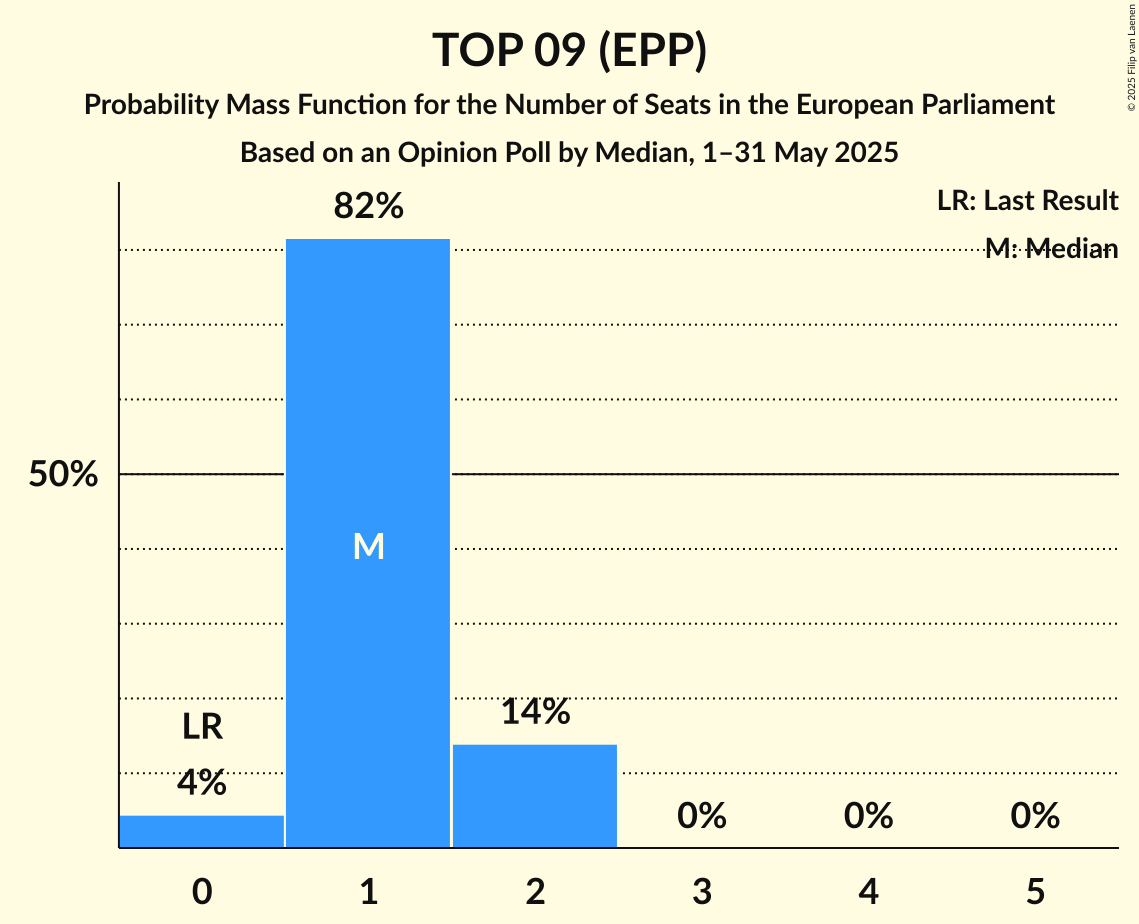 TOP 09 (EPP)
Probability Mass Function for the Number of Seats in the European Parliament
Based on an Opinion Poll by Median, 1–31 May 2025
© 2025 Filip van Laenen
LR: Last Result
M: Median
82%
50%
M
LR
4%
14%
0%
0%
0%
0
1
2
3
4
5